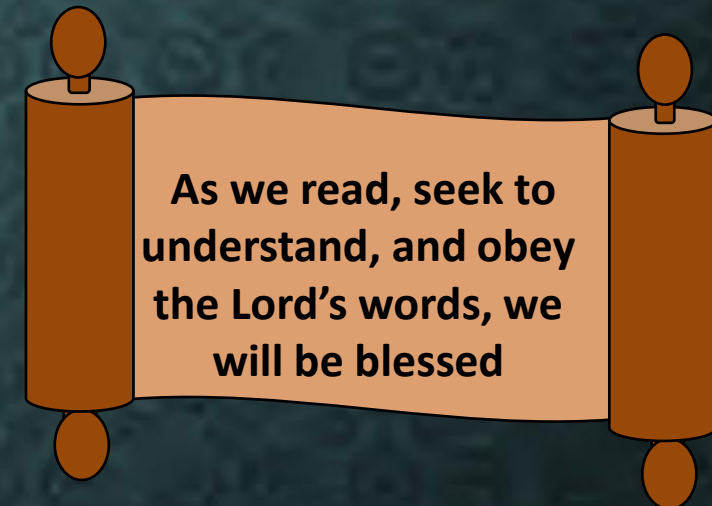 As we read, seek to
understand, and obey
the Lord’s words, we
will be blessed